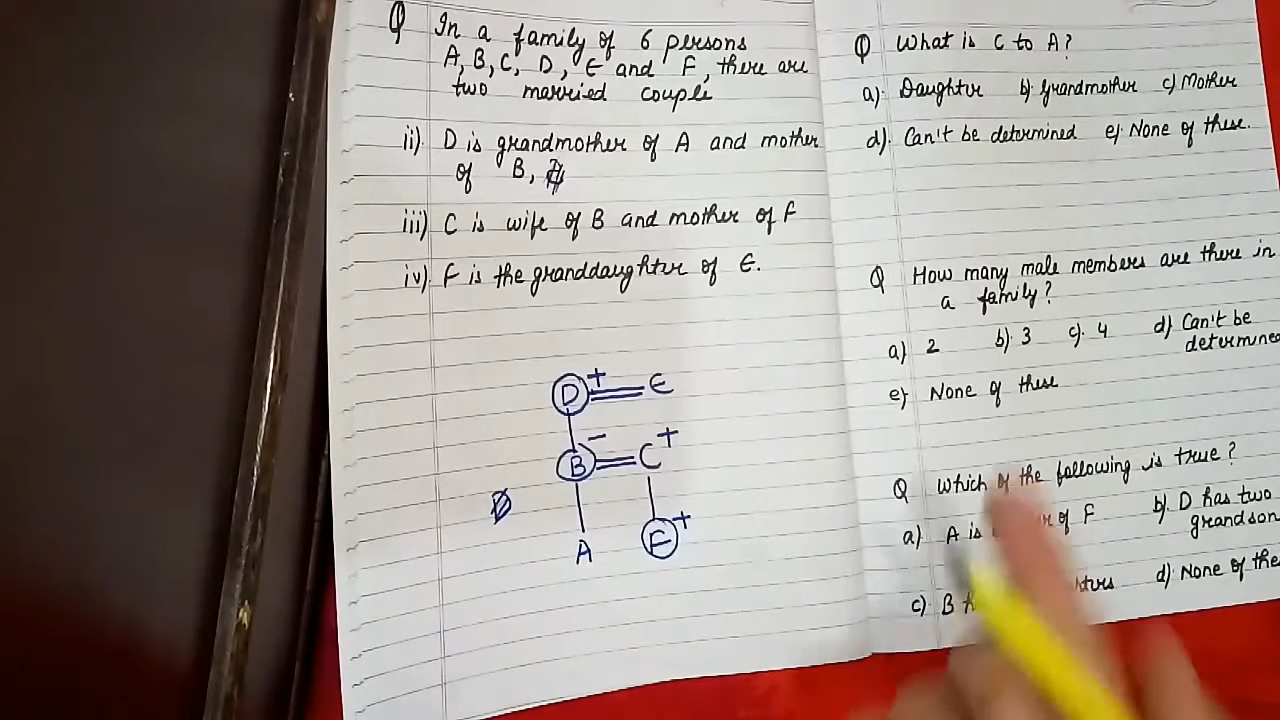 Q In a family of 6 persons
A, B, C, D, E and F, there are
two married couple
ii). D is grandmother of A and mother
of B,
iii) C is wife of B and mother of F
iv). F is the granddaughter of E.
D + E
B - C +
A F +
Q What is C to A?
a). Daughter b). Grandmother c) Mother
d). Can't be determined e). None of these.
Q How many male members are there in
a family?
a) 2 b). 3 c). 4 d) Can't be
determined
e) None of these
Q Which of the following is true?
a) A is of F b). D has two
grandson
c) B d). None of the